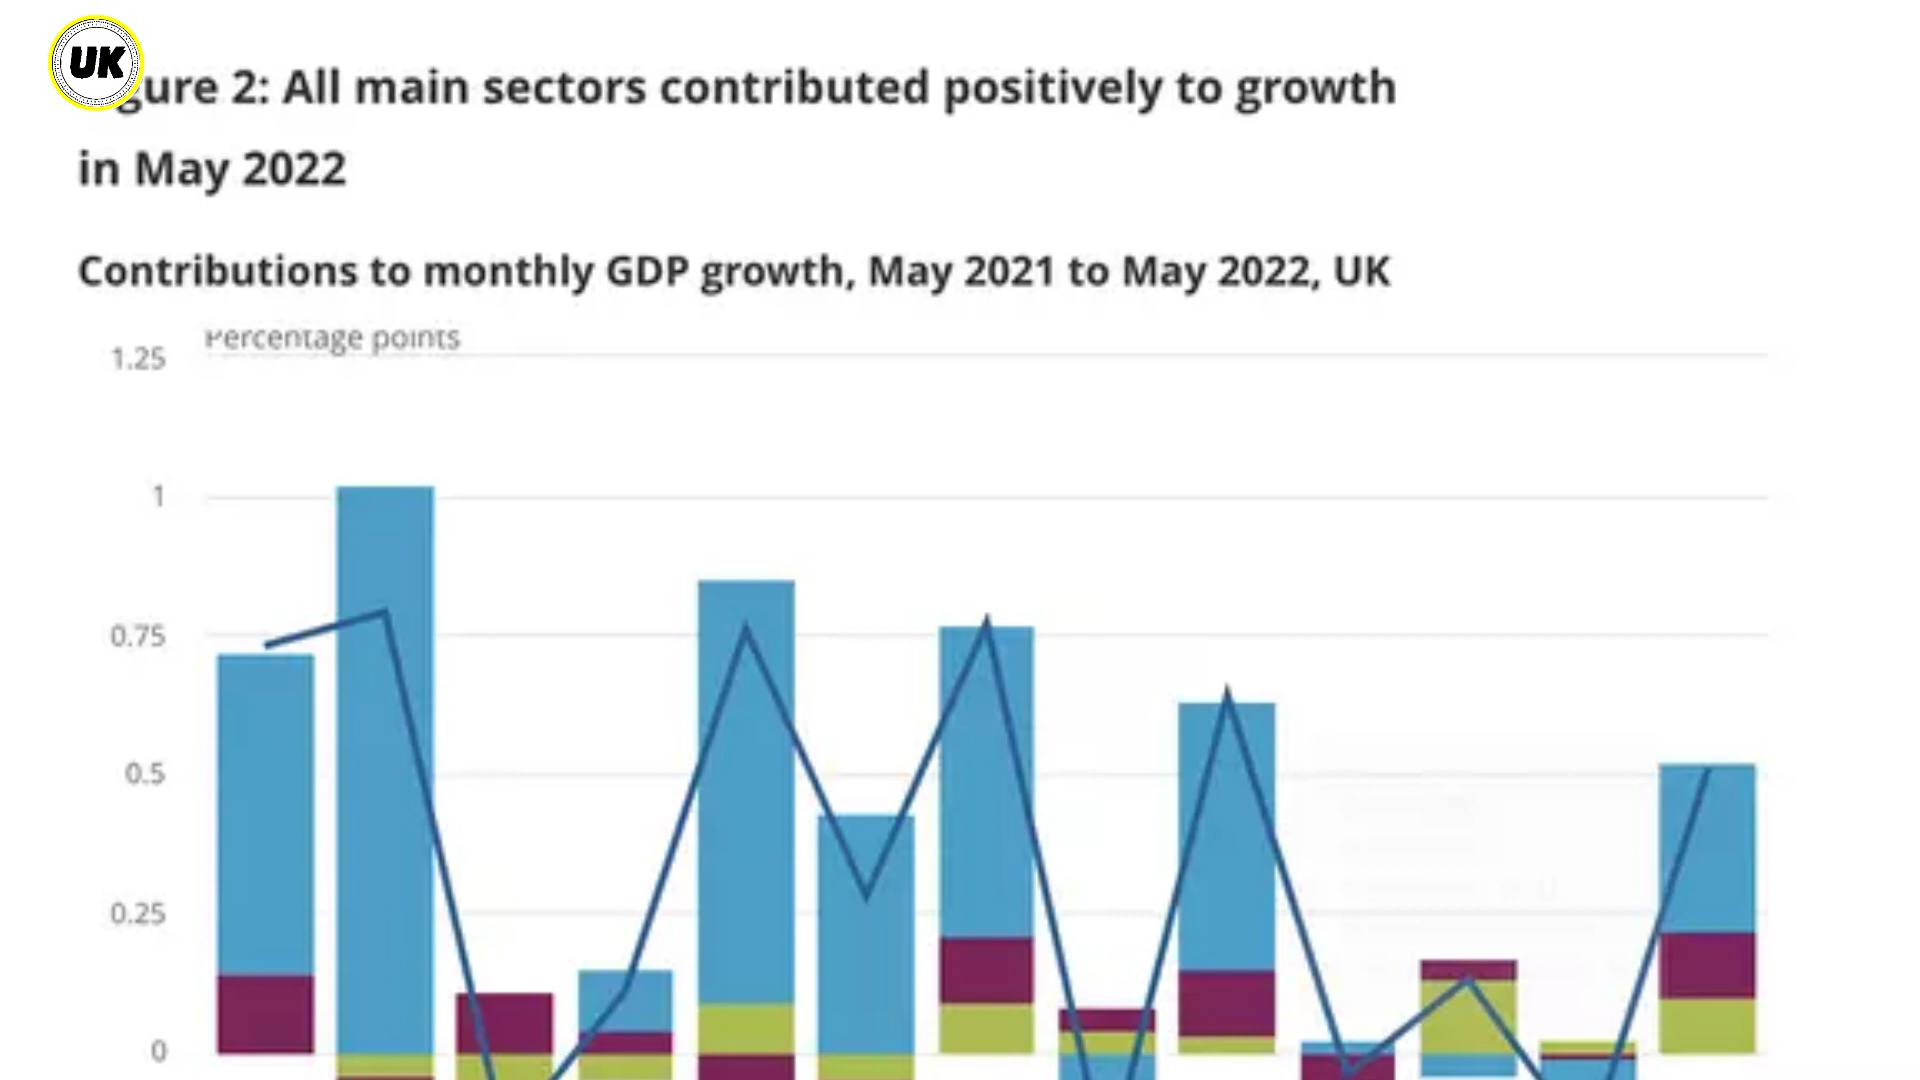 UK
gure 2: All main sectors contributed positively to growth
in May 2022
Contributions to monthly GDP growth, May 2021 to May 2022, UK
Percentage points
1.25
1
0.75
0.5
0.25
0